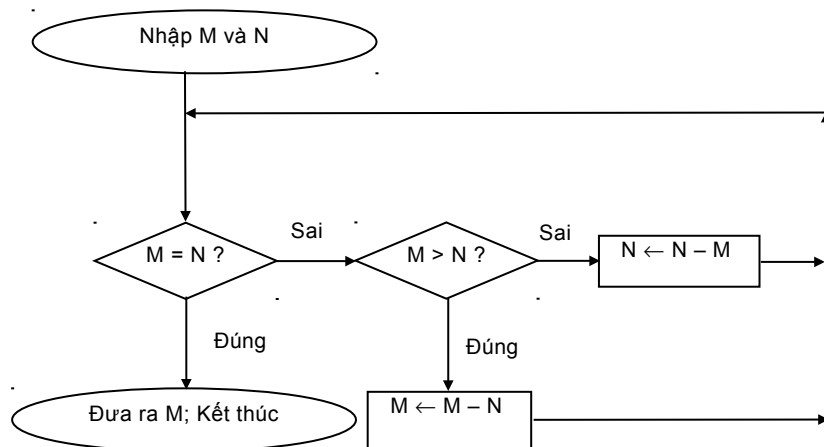 Nhập M và N
M = N ?
Sai
M > N ?
Sai
N ← N – M
Đúng
Đúng
Đưa ra M; Kết thúc
M ← M – N